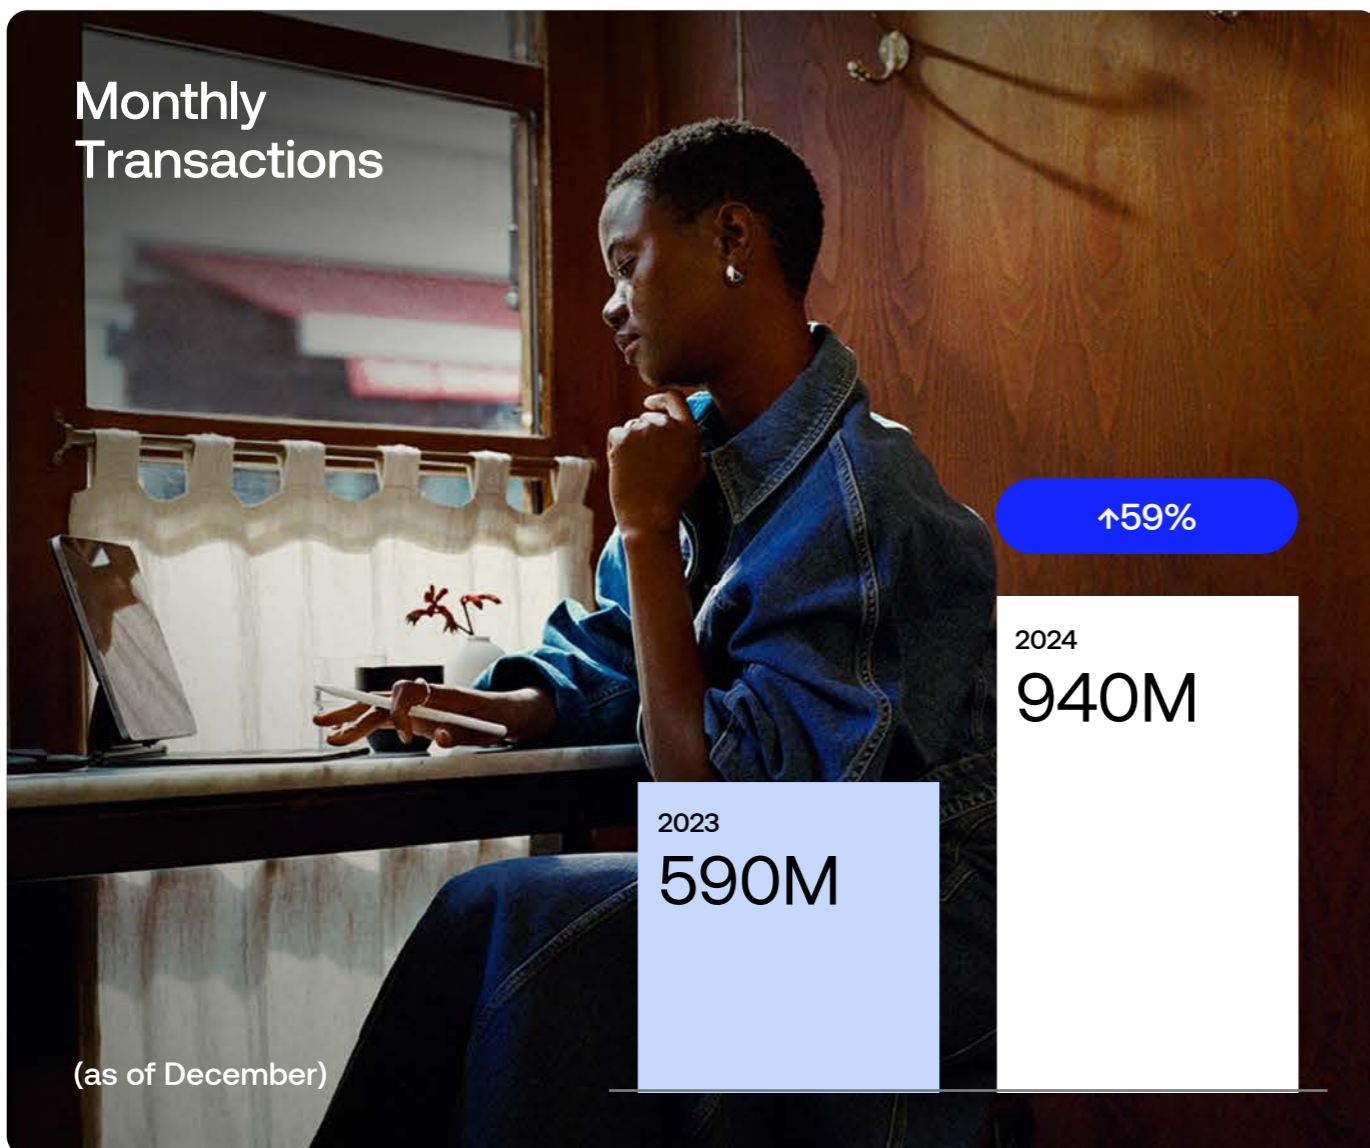 Monthly
Transactions
↑59%
2024
940M
2023
590M
(as of December)